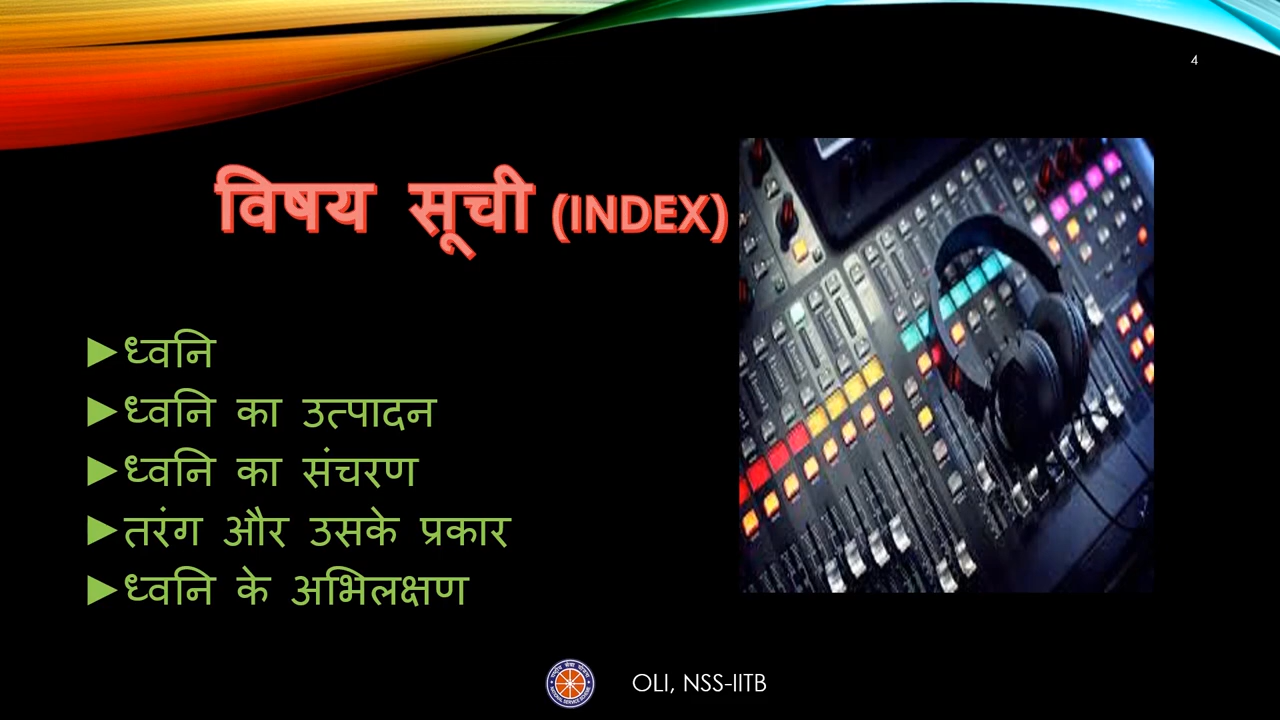 4
विषय सूची (INDEX)
▶ध्वनि
▶ध्वनि का उत्पादन
▶ध्वनि का संचरण
▶तरंग और उसके प्रकार
▶ध्वनि के अभिलक्षण
OLI, NSS-IITB